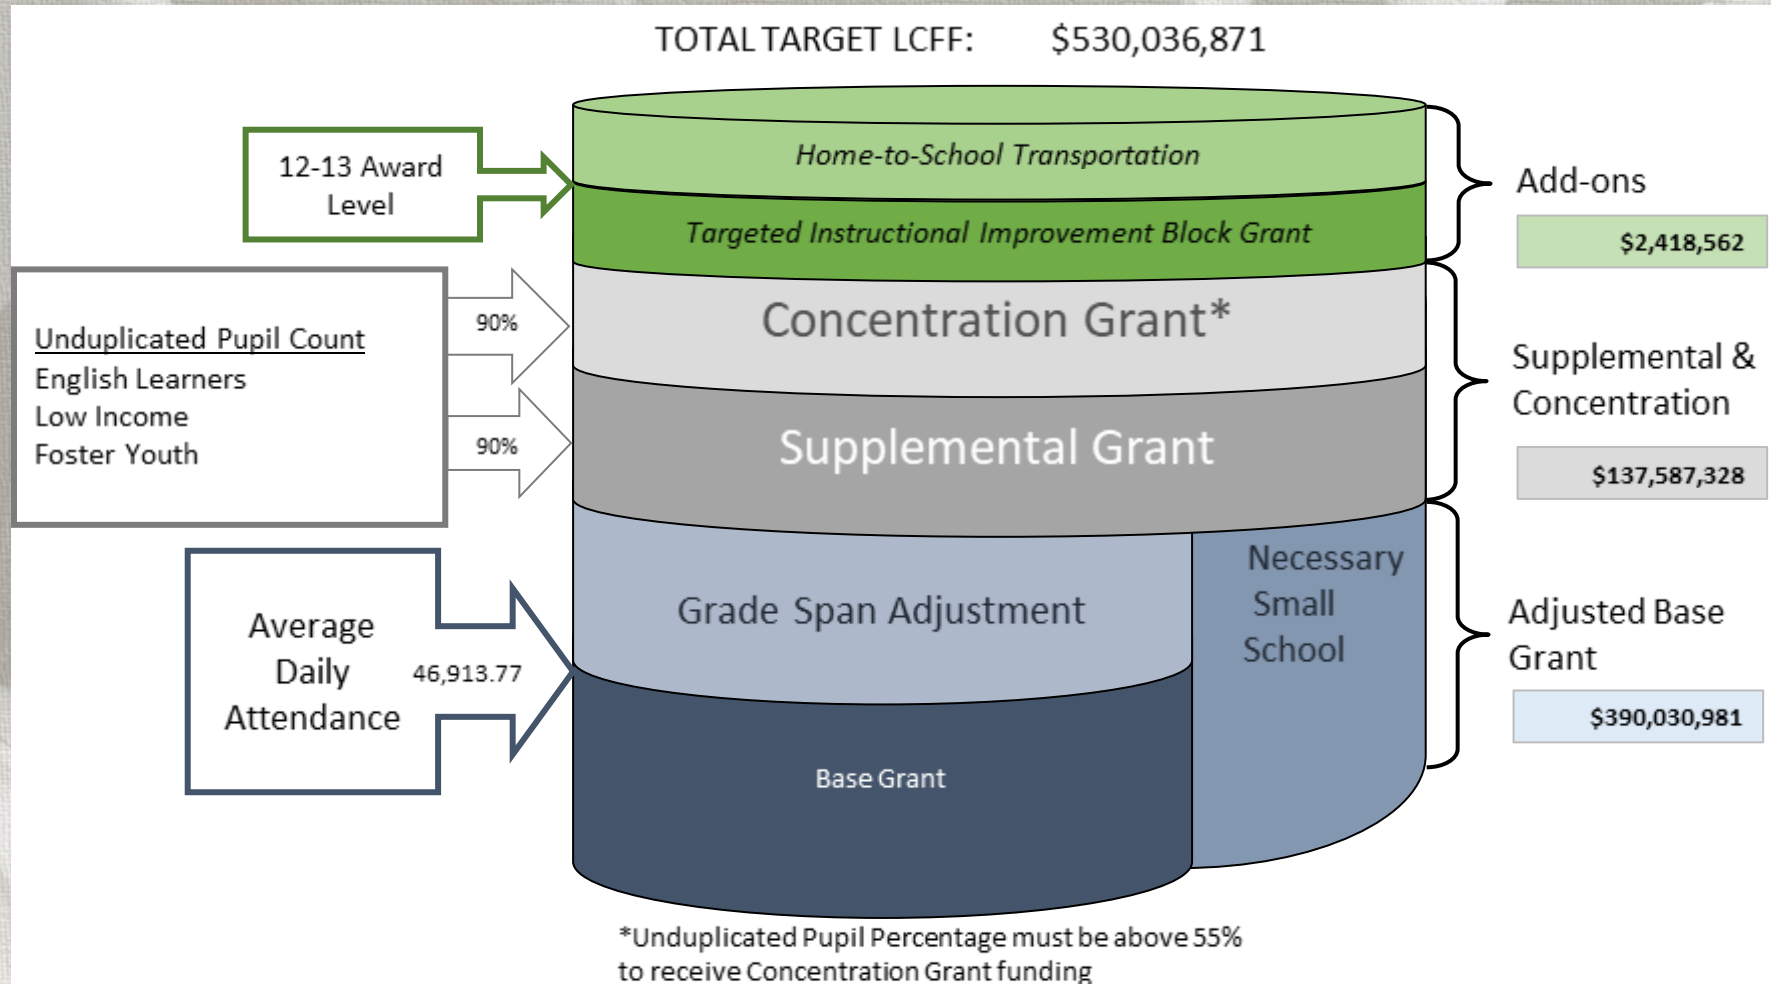 TOTAL TARGET LCFF: $530,036,871
12-13 Award
Level
Home-to-School Transportation
Targeted Instructional Improvement Block Grant
Add-ons
$2,418,562
Unduplicated Pupil Count
English Learners
Low Income
Foster Youth
90%
90%
Concentration Grant*
Supplemental Grant
Supplemental &
Concentration
$137,587,328
Average
Daily
Attendance
46,913.77
Grade Span Adjustment
Base Grant
Necessary
Small
School
Adjusted Base
Grant
$390,030,981
*Unduplicated Pupil Percentage must be above 55%
to receive Concentration Grant funding